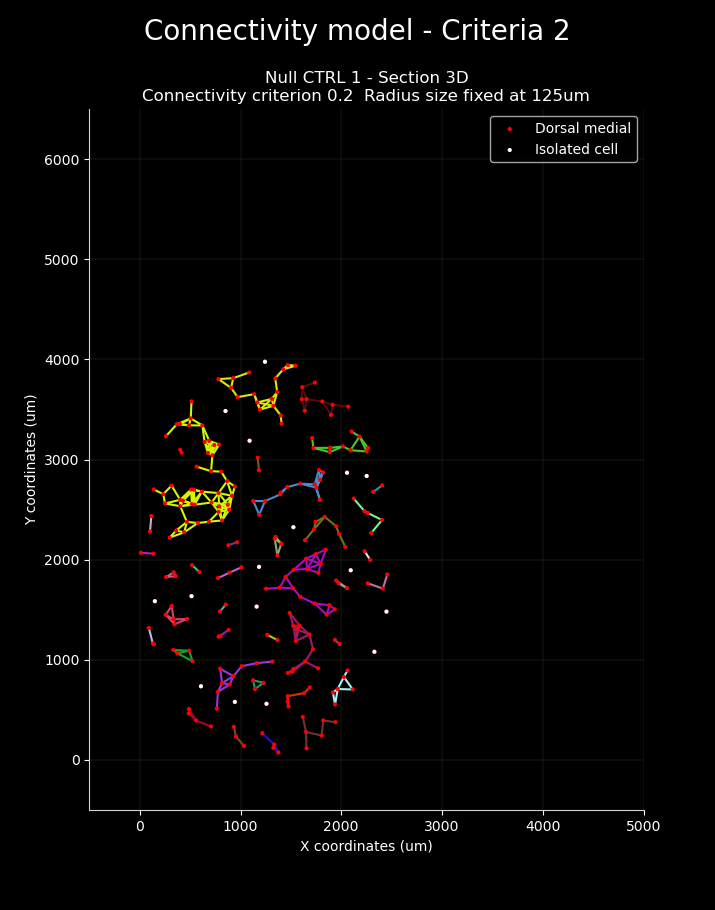 Connectivity model - Criteria 2
Null CTRL 1 - Section 3D
Connectivity criterion 0.2  Radius size fixed at 125um
Dorsal medial
Isolated cell
6000
5000
4000
3000
2000
1000
0
Y coordinates (um)
0 1000 2000 3000 4000 5000
X coordinates (um)